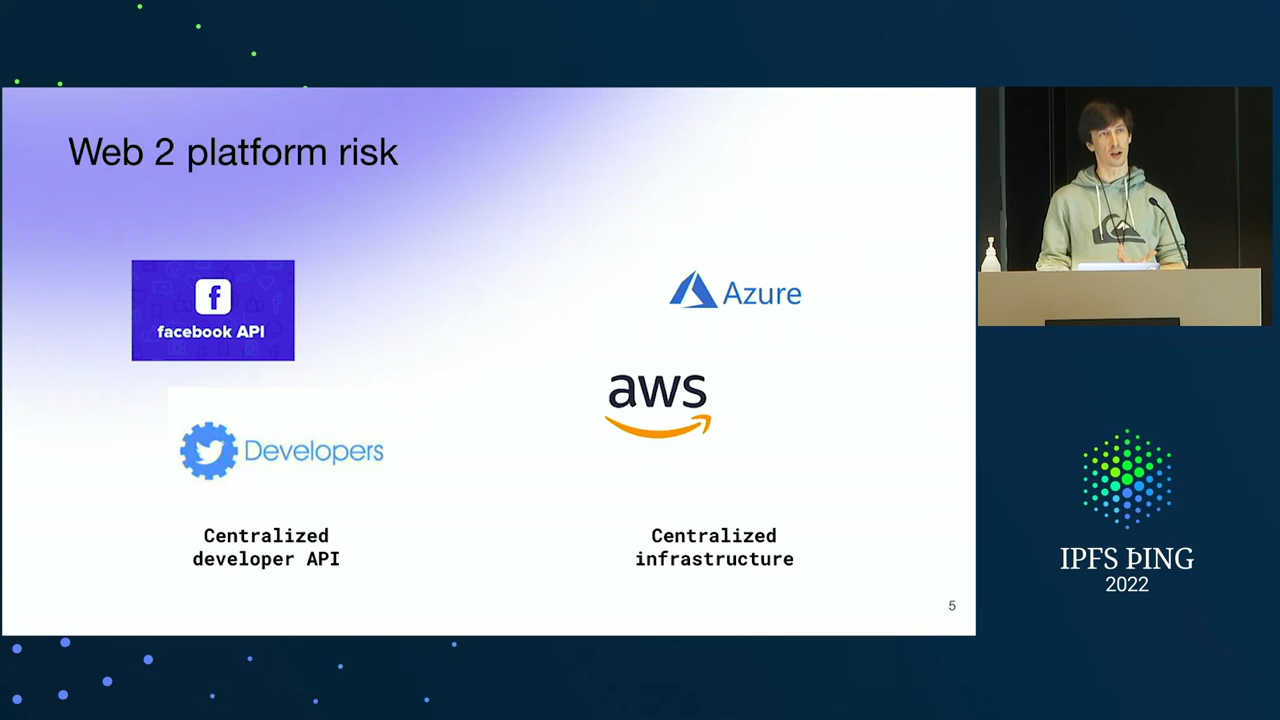 Web 2 platform risk
facebook API
Developers
Centralized
developer API
Azure
aws
Centralized
infrastructure
5
IPFS ÞING
2022